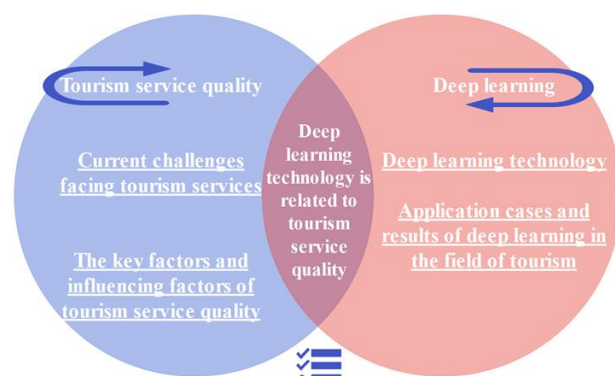 Tourism service quality
Current challenges
facing tourism services
The key factors and
influencing factors of
tourism service quality
Deep
learning
technology is
related to
tourism
service
quality
Deep learning
Deep learning technology
Application cases and
results of deep learning in
the field of tourism